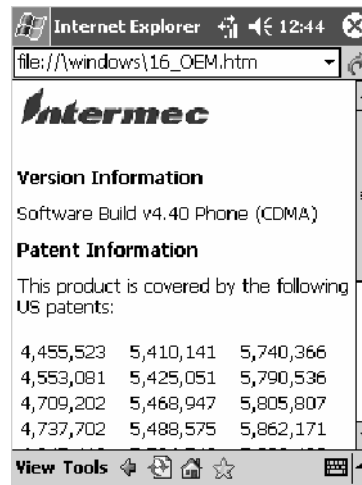 Internet Explorer 12:44
file://\windows\16_OEM.htm
Intermec
Version Information
Software Build v4.40 Phone (CDMA)
Patent Information
This product is covered by the following
US patents:
4,455,523 5,410,141 5,740,366
4,553,081 5,425,051 5,790,536
4,709,202 5,468,947 5,805,807
4,737,702 5,488,575 5,862,171
View Tools